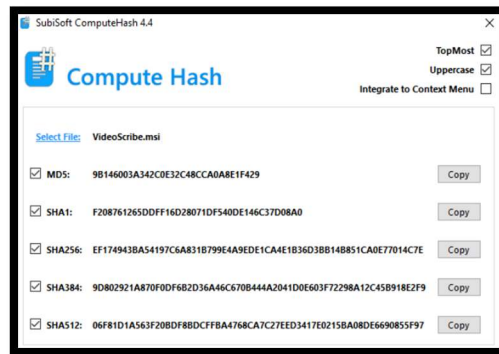 SubiSoft ComputeHash 4.4
TopMost
Uppercase
Integrate to Context Menu
Compute Hash
Select File: VideoScribe.msi
MD5: 9B146003A342C0E32C48CCA0A8E1F429 Copy
SHA1: F208761265DDFF16D28071DF540DE146C37D08A0 Copy
SHA256: EF174943BA54197C6A831B799E4A9EDE1CA4E1B36D3BB14B851CA0E77014C7E Copy
SHA384: 9D802921A870F0DF6B2D36A46C670B444A2041D0E603F72298A12C45B918E2F9 Copy
SHA512: 06F81D1A563F20BDF8BDCFFBA4768CA7C27EED3417E0215BA08DE6690855F97 Copy